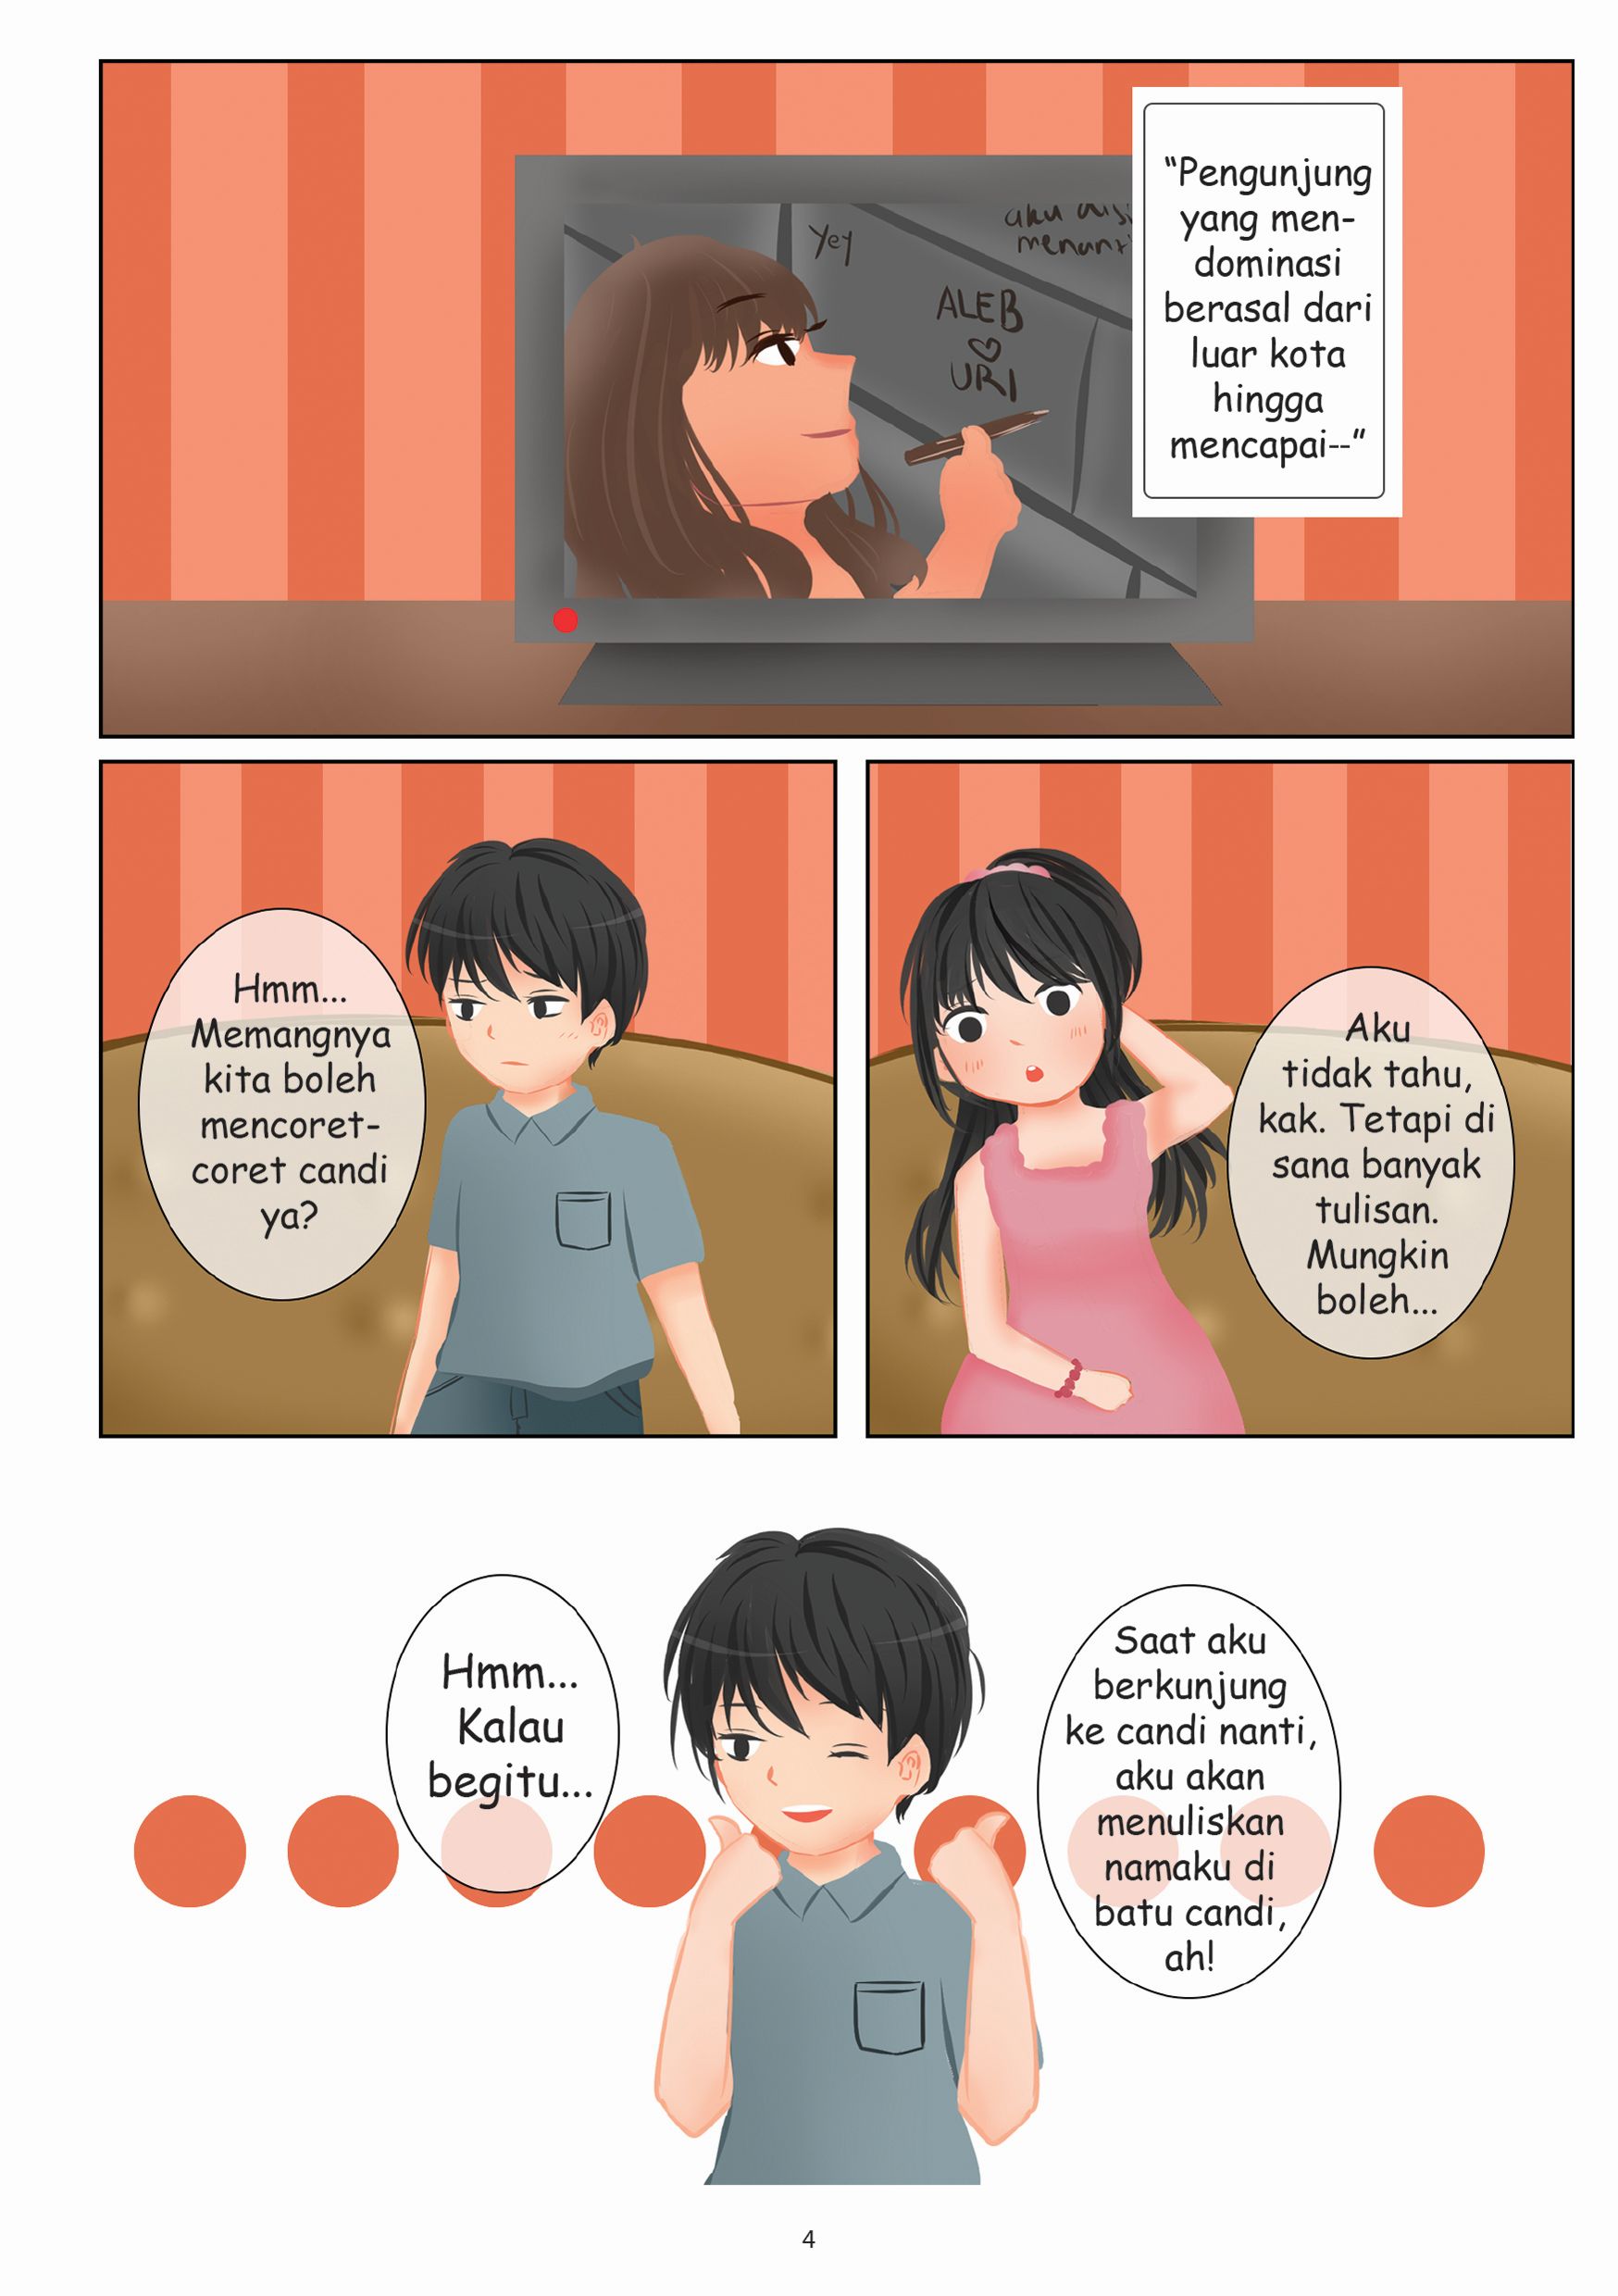 "Pengunjung
yang men-
dominasi
berasal dari
luar kota
hingga
mencapai--"
Yey
aku
ALEB
URI
Hmm...
Memangnya
kita boleh
mencoret-
coret candi
ya?
Aku
tidak tahu,
kak. Tetapi di
sana banyak
tulisan.
Mungkin
boleh...
Hmm...
Kalau
begitu...
Saat aku
berkunjung
ke candi nanti,
aku akan
menuliskan
namaku di
batu candi,
ah!
4